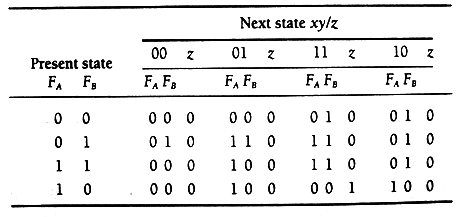 Next state xy/z
00 z 01 z 11 z 10 z
Present state
F_A F_B F_A F_B F_A F_B F_A F_B F_A F_B
0 0 0 0 0 0 0 0 0 1 0 0 1 0
0 1 0 1 0 1 1 0 1 1 0 0 1 0
1 1 0 0 0 1 0 0 1 1 0 0 1 0
1 0 0 0 0 1 0 0 0 0 1 1 0 0